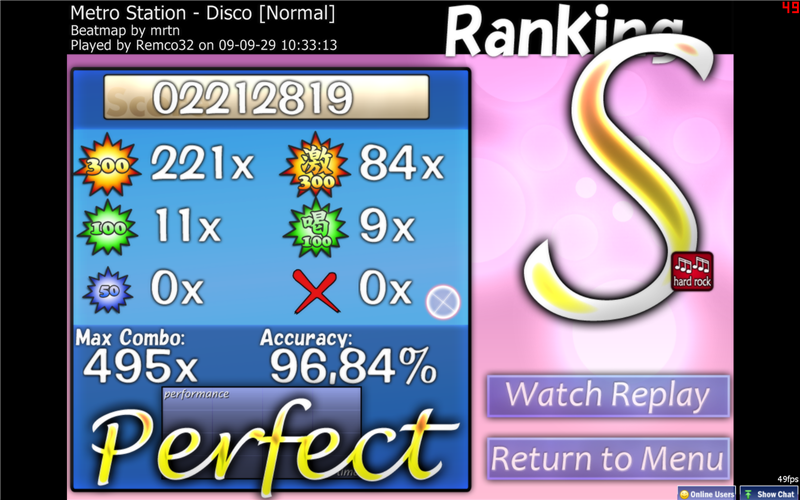 Metro Station - Disco [Normal]
Beatmap by mrtn
Played by Remco32 on 09-09-29 10:33:13
49
Ranking
Sc
02212819
S
300 221x 激 300 84x
100 11x 喝 100 9x
50 0x 0x
hard rock
Max Combo: Accuracy:
495x 96,84%
performance
Perfect
Watch Replay
Return to Menu
49fps
Online Users Show Chat